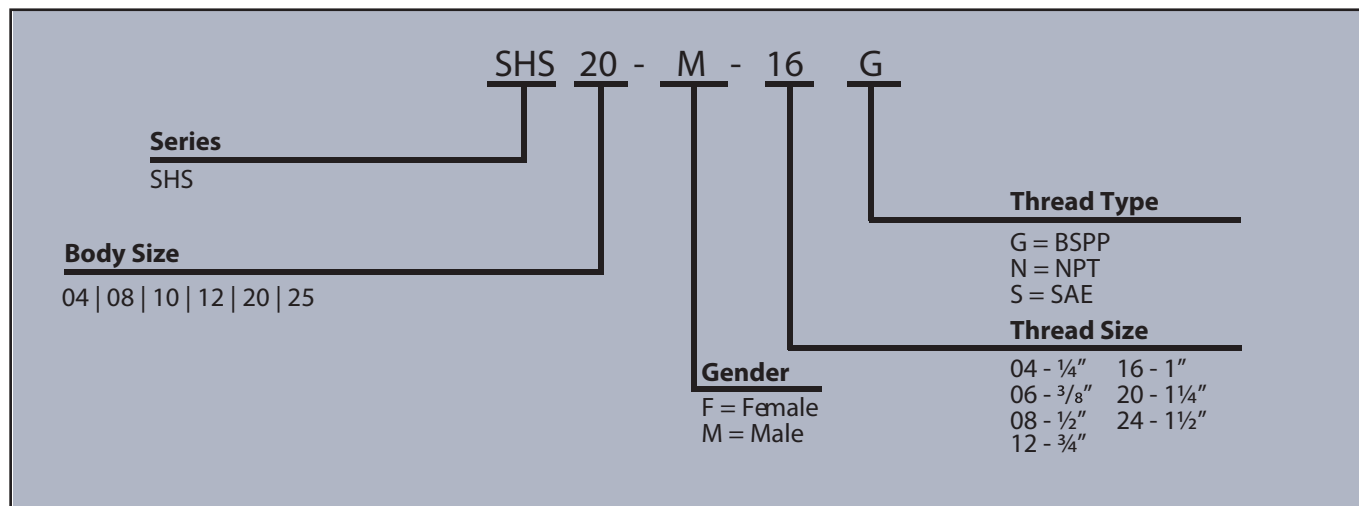 SHS 20 - M - 16 G
Series
SHS
Body Size
04 | 08 | 10 | 12 | 20 | 25
Gender
F = Female
M = Male
Thread Type
G = BSPP
N = NPT
S = SAE
Thread Size
04 - ¼″ 16 - 1″
06 - ³/₈″ 20 - 1¼″
08 - ½″ 24 - 1½″
12 - ¾″